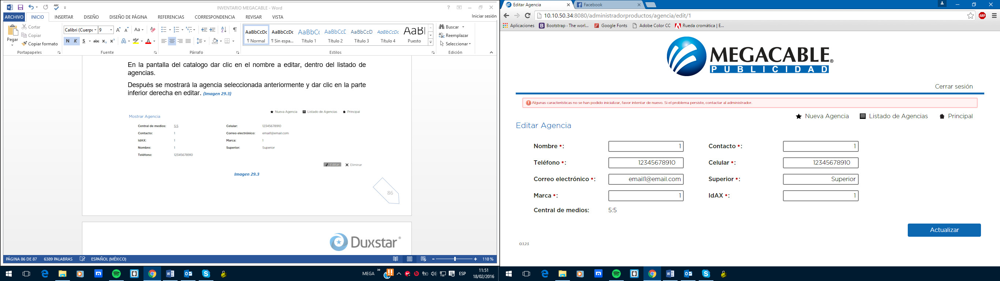 INVENTARIO MEGACABLE - Word
ARCHIVO INICIO INSERTAR DISEÑO DISEÑO DE PÁGINA REFERENCIAS CORRESPONDENCIA REVISAR VISTA
Iniciar sesión
Pegar
Cortar
Copiar
Copiar formato
Portapapeles
Calibri (Cuerpo 9
Fuente
Párrafo
AaBbCcDc AaBbCcDc AaBbC( AaBbCcC AaBbCcD AaBbCcDc AaBl
¶ Normal ¶ Sin espa... Título 1 Título 2 Título 3 Título 4 Puesto
Estilos
Buscar
Reemplazar
Seleccionar
Edición
En la pantalla del catalogo dar clic en el nombre a editar, dentro del listado de
agencias.
Después se mostrará la agencia seleccionada anteriormente y dar clic en la parte
inferior derecha en editar. (Imagen 29.3)
Nueva Agencia Listado de Agencias Principal
Mostrar Agencia
Central de medios: 5:5 Celular: 12345678910
Contacto: 1 Correo electrónico: email1@email.com
IdAX: 1 Marca: 1
Nombre: 1 Superior: Superior
Teléfono: 12345678910
Editar Eliminar
Imagen 29.3
86
Duxstar®
PÁGINA 86 DE 87 6389 PALABRAS ESPAÑOL (MÉXICO) 110 %
MEGA » ESP 11:51
18/02/2016
Editar Agencia Facebook
10.10.50.34:8080/administradorproductos/agencia/edit/1
ABP
Aplicaciones Bootstrap · The worl... Google Fonts Adobe Color CC Rueda cromática | E...
MEGACABLE®
PUBLICIDAD
Cerrar sesión
Algunas características no se han podido inicializar, favor intentar de nuevo. Si el problema persiste, contactar al administrador.
Nueva Agencia Listado de Agencias Principal
Editar Agencia
Nombre *: 1 Contacto *: 1
Teléfono *: 12345678910 Celular *: 12345678910
Correo electrónico *: email1@email.com Superior *: Superior
Marca *: 1 IdAX *: 1
Central de medios: 5:5
Actualizar
0.1.23